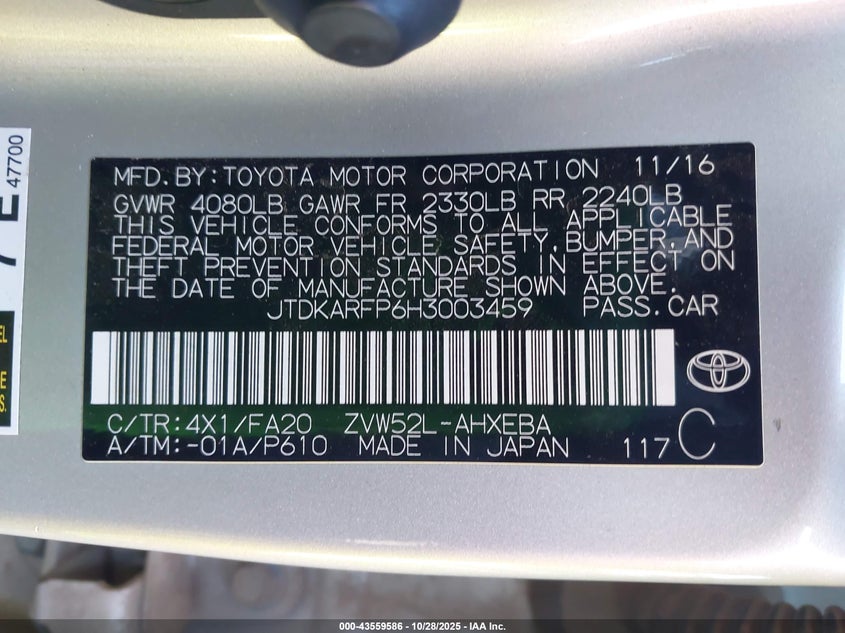 47700
MFD.BY:TOYOTA MOTOR CORPORATION 11/16
GVWR 4080LB GAWR FR 2330LB RR 2240LB
THIS VEHICLE CONFORMS TO ALL APPLICABLE
FEDERAL MOTOR VEHICLE SAFETY,BUMPER,AND
THEFT PREVENTION STANDARDS IN EFFECT ON
THE DATE OF MANUFACTURE SHOWN ABOVE.
JTDKARFP6H3003459 PASS.CAR
C/TR:4X1/FA20 ZVW52L-AHXEBA
A/TM:-01A/P610 MADE IN JAPAN 117 C
000-43559586 - 10/28/2025 - IAA Inc.